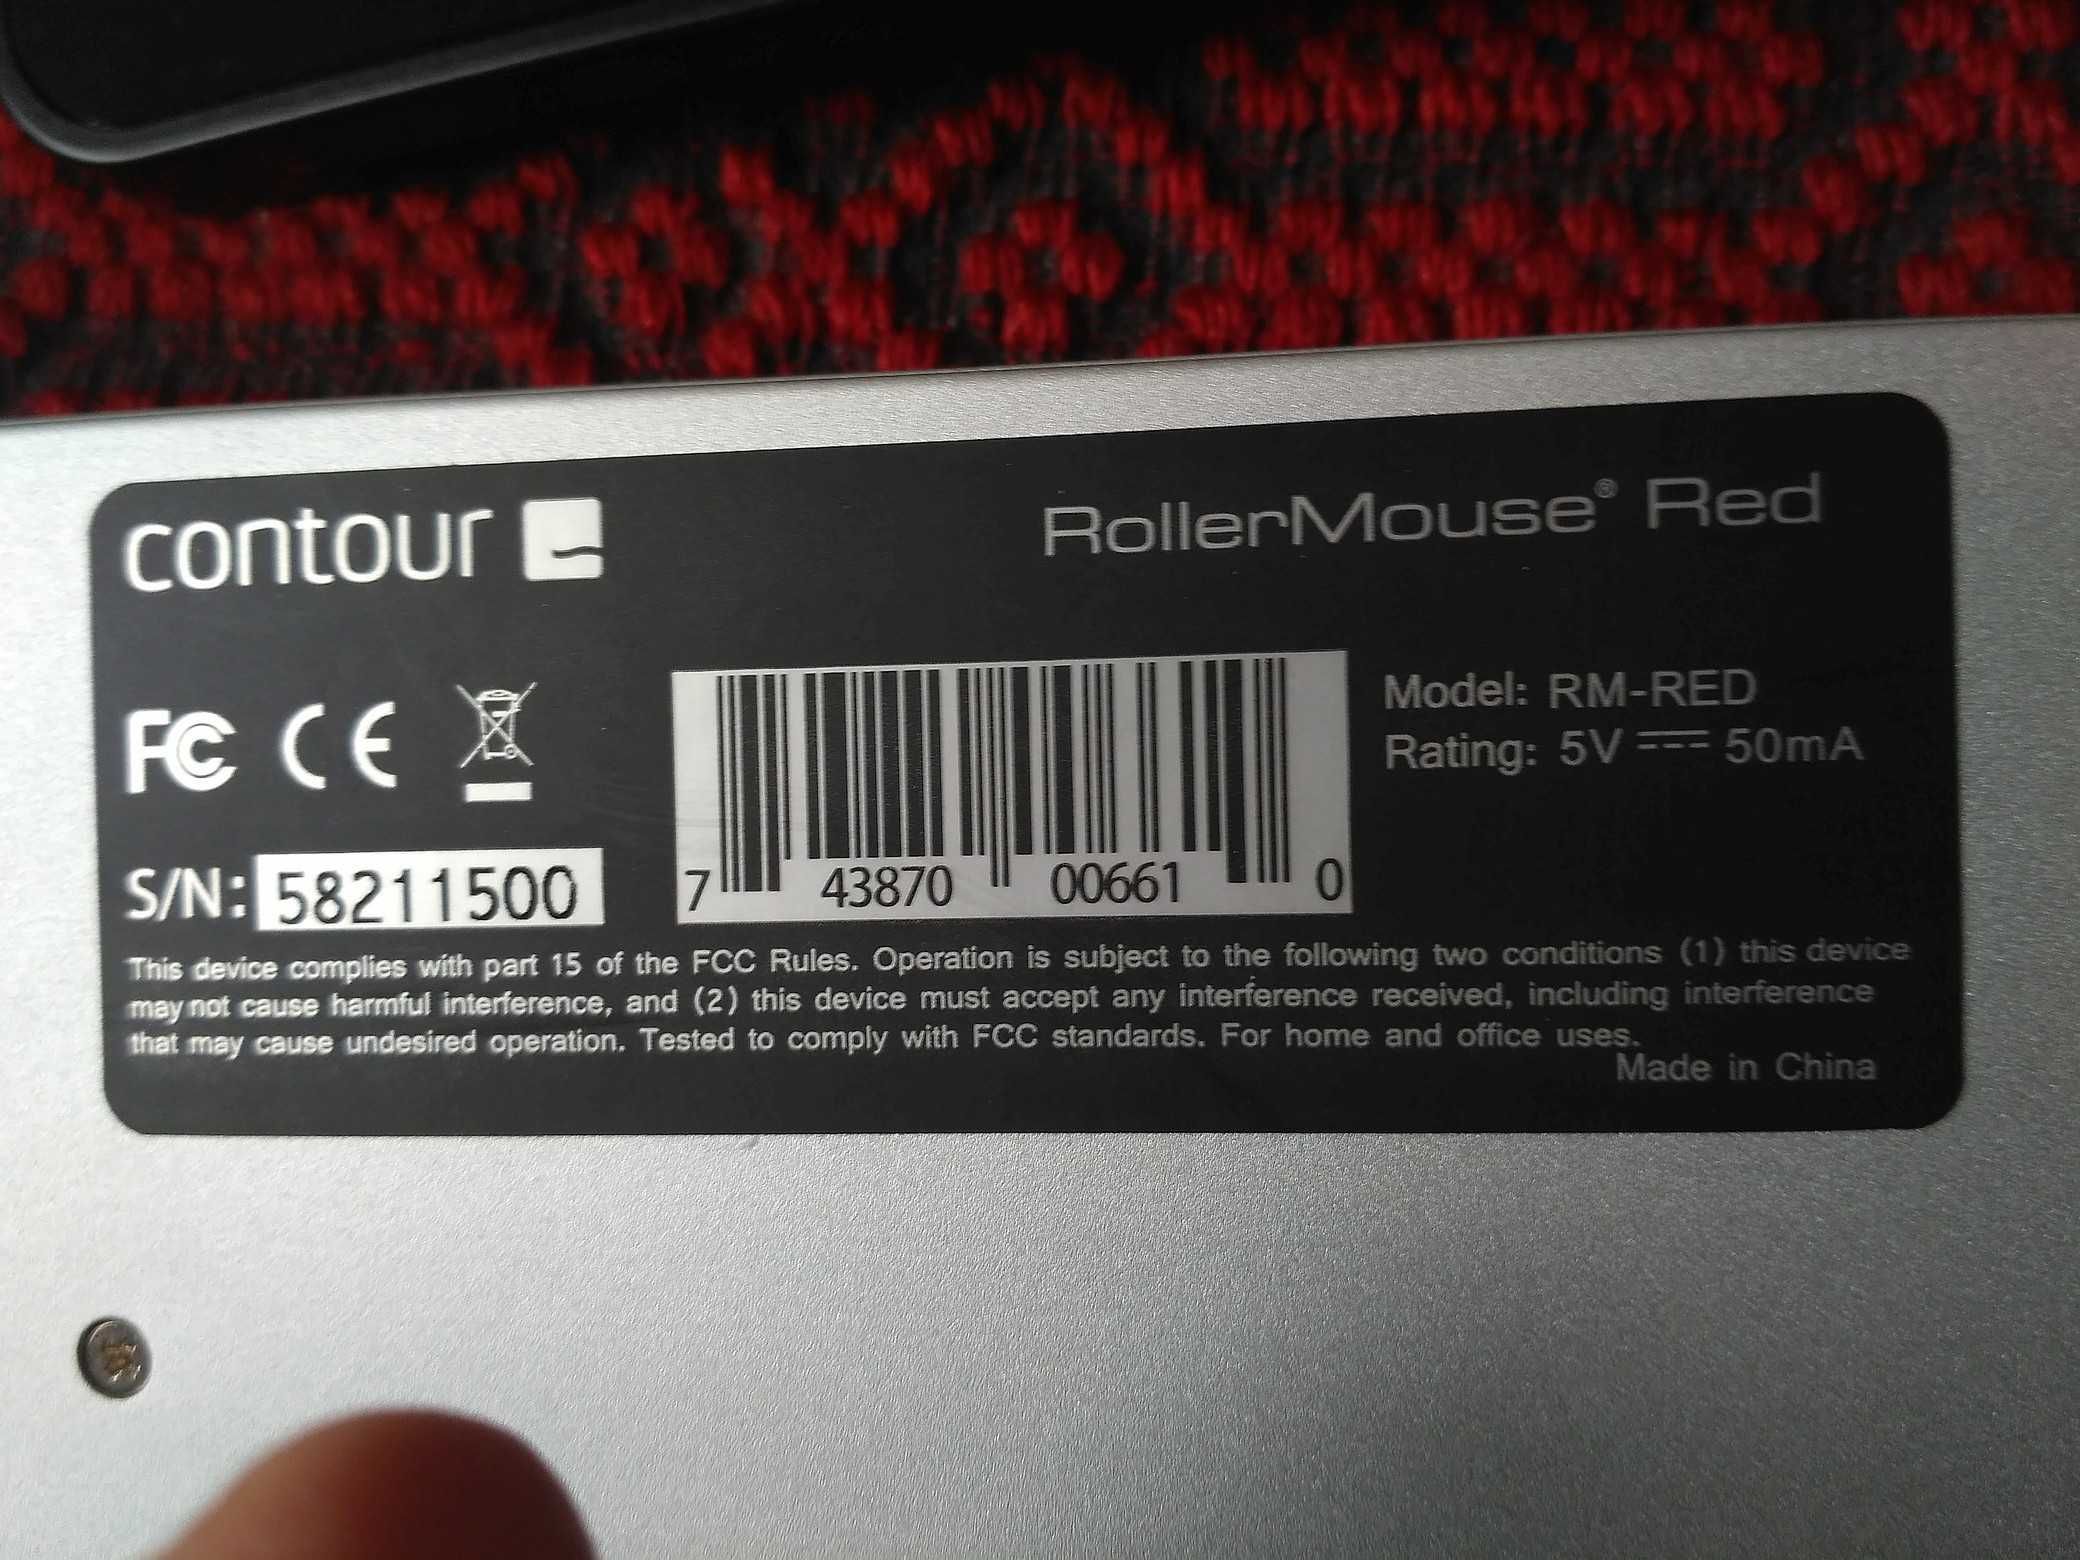 contour
RollerMouse® Red
FC CE
Model: RM-RED
Rating: 5V ⎓ 50mA
S/N: 58211500
7 43870 00661 0
This device complies with part 15 of the FCC Rules. Operation is subject to the following two conditions (1) this device
may not cause harmful interference, and (2) this device must accept any interference received, including interference
that may cause undesired operation. Tested to comply with FCC standards. For home and office uses.
Made in China